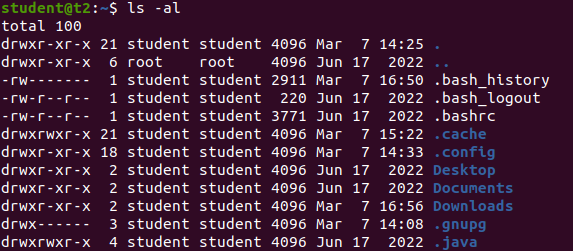 student@t2:~$ ls -al
total 100
drwxr-xr-x 21 student student 4096 Mar  7 14:25 .
drwxr-xr-x  6 root    root    4096 Jun 17  2022 ..
-rw-------  1 student student 2911 Mar  7 16:50 .bash_history
-rw-r--r--  1 student student  220 Jun 17  2022 .bash_logout
-rw-r--r--  1 student student 3771 Jun 17  2022 .bashrc
drwxrwxr-x 21 student student 4096 Mar  7 15:22 .cache
drwxr-xr-x 18 student student 4096 Mar  7 14:33 .config
drwxr-xr-x  2 student student 4096 Jun 17  2022 Desktop
drwxr-xr-x  2 student student 4096 Jun 17  2022 Documents
drwxr-xr-x  2 student student 4096 Mar  7 16:56 Downloads
drwx------  3 student student 4096 Mar  7 14:08 .gnupg
drwxrwxr-x  4 student student 4096 Jun 17  2022 .java